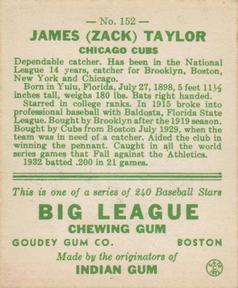 — No. 152 —
JAMES (ZACK) TAYLOR
CHICAGO CUBS
Dependable catcher. Has been in the National
League 14 years, catcher for Brooklyn, Boston,
New York and Chicago.
Born in Yulu, Florida, July 27, 1898, 5 feet 11½
inches tall, weighs 180 lbs. Bats right handed.
Starred in college ranks. In 1915 broke into
professional baseball with Baldosta, Florida State
League. Bought by Brooklyn after the 1919 season.
Bought by Cubs from Boston July 1929, when the
team was in need of a catcher. Aided the club in
winning the pennant. Caught in all the world
series games that Fall against the Athletics.
1932 batted .200 in 21 games.
This is one of a series of 240 Baseball Stars
BIG LEAGUE
CHEWING GUM
GOUDEY GUM CO. BOSTON
Made by the originators of
INDIAN GUM